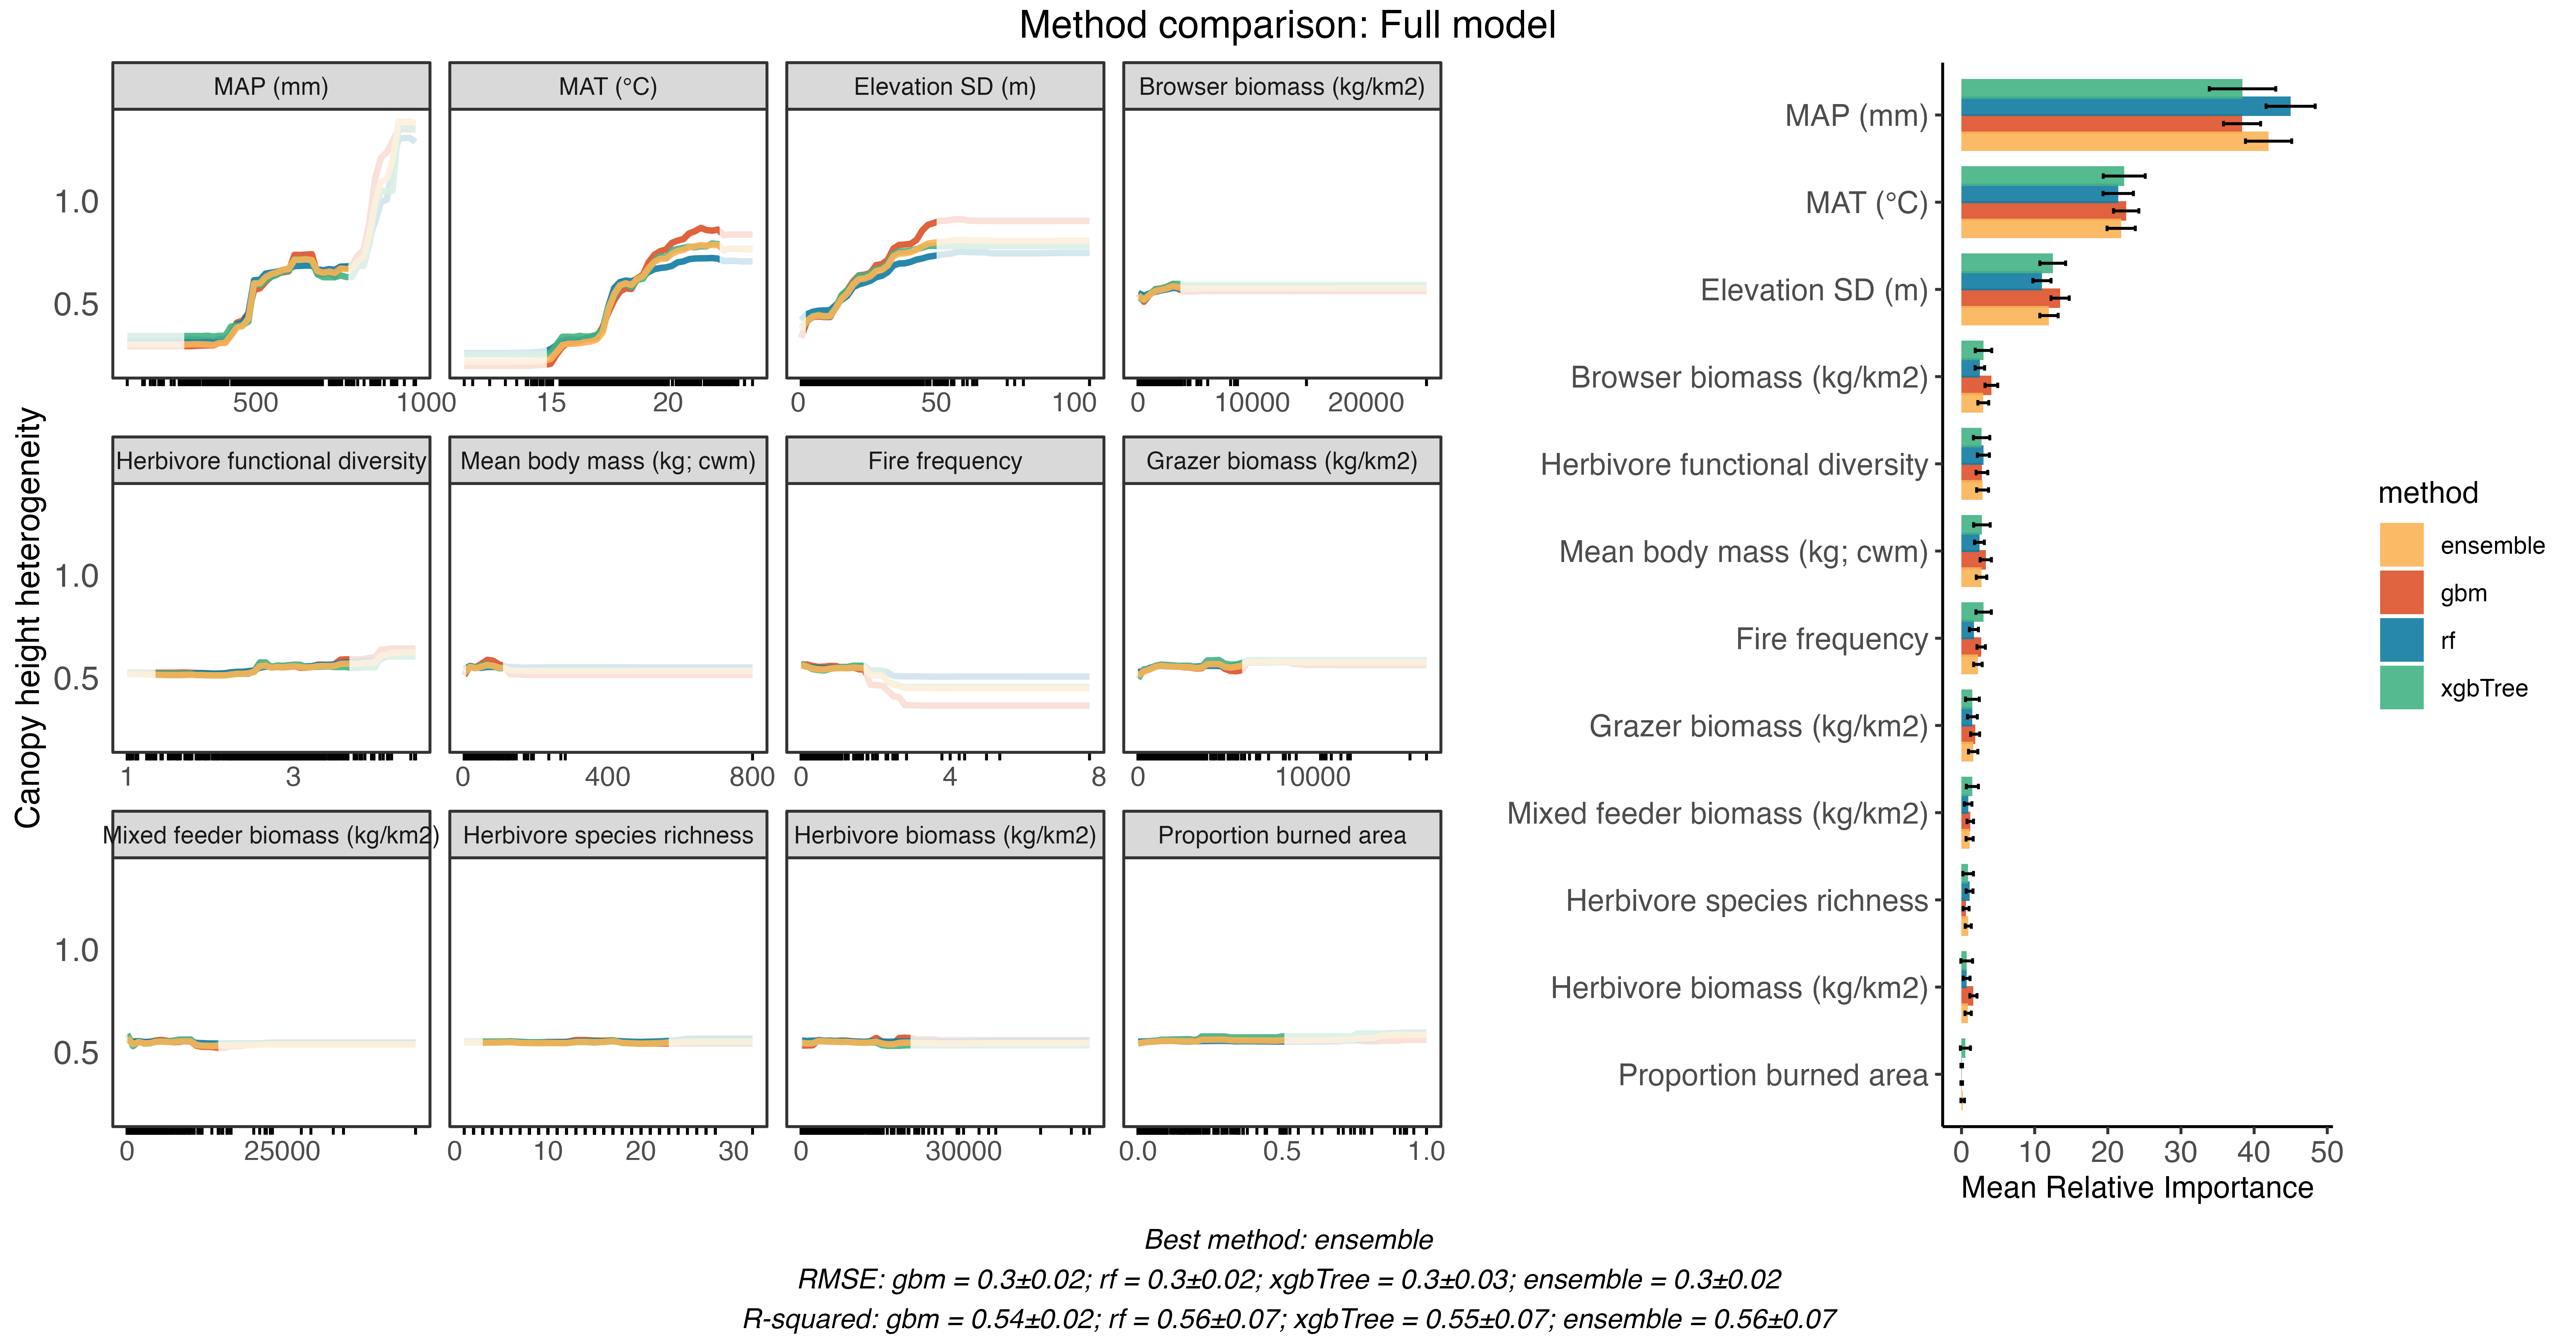 Method comparison: Full model
MAP (mm)
MAT (°C)
Elevation SD (m)
Browser biomass (kg/km2)
1.0
0.5
500
1000
15
20
0
50
100
0
10000
20000
Canopy height heterogeneity
Herbivore functional diversity
Mean body mass (kg; cwm)
Fire frequency
Grazer biomass (kg/km2)
1.0
0.5
1
3
0
400
800
0
4
8
0
10000
Mixed feeder biomass (kg/km2)
Herbivore species richness
Herbivore biomass (kg/km2)
Proportion burned area
1.0
0.5
0
25000
0
10
20
30
0
30000
0.0
0.5
1.0
MAP (mm)
MAT (°C)
Elevation SD (m)
Browser biomass (kg/km2)
Herbivore functional diversity
Mean body mass (kg; cwm)
Fire frequency
Grazer biomass (kg/km2)
Mixed feeder biomass (kg/km2)
Herbivore species richness
Herbivore biomass (kg/km2)
Proportion burned area
0
10
20
30
40
50
Mean Relative Importance
method
ensemble
gbm
rf
xgbTree
Best method: ensemble
RMSE: gbm = 0.3±0.02; rf = 0.3±0.02; xgbTree = 0.3±0.03; ensemble = 0.3±0.02
R-squared: gbm = 0.54±0.02; rf = 0.56±0.07; xgbTree = 0.55±0.07; ensemble = 0.56±0.07